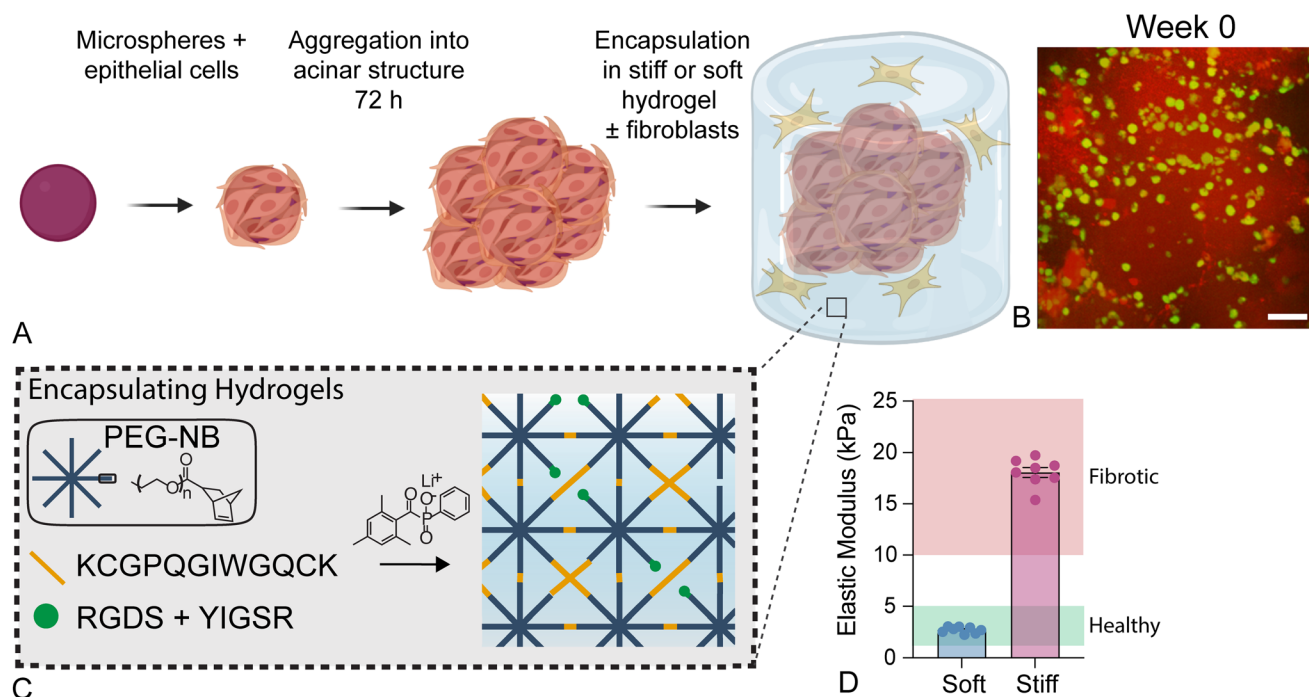 Microspheres +
epithelial cells
Aggregation into
acinar structure
72 h
Encapsulation
in stiff or soft
hydrogel
± fibroblasts
Week 0
A
B
Encapsulating Hydrogels
PEG-NB
O
O
n
O
Li+
O
O-
P
O
KCGPQGIWGQCK
RGDS + YIGSR
C
Elastic Modulus (kPa)
25
20
15
10
5
0
Fibrotic
Healthy
Soft
Stiff
D